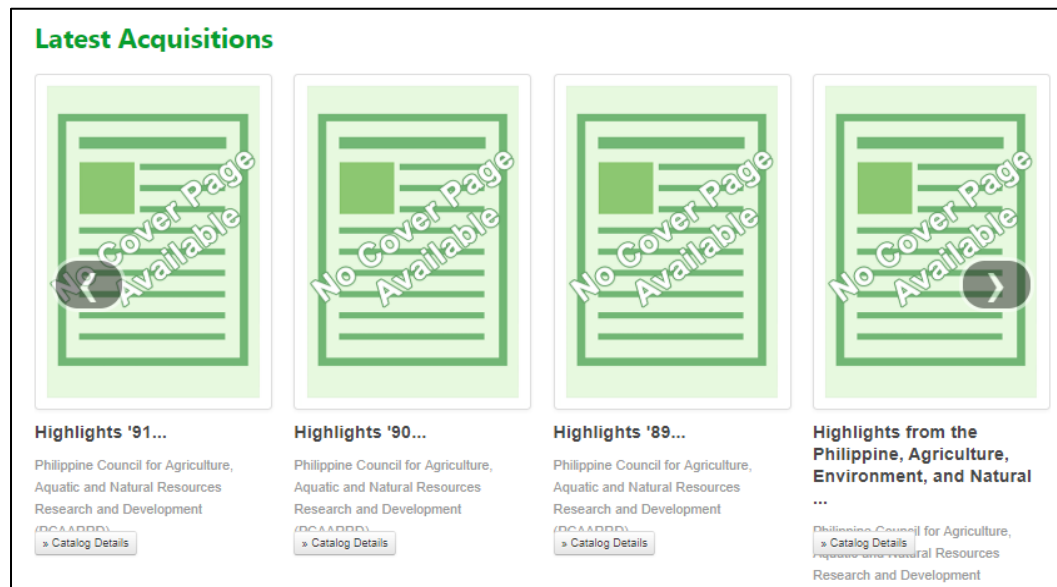 Latest Acquisitions
No Cover Page
Available
No Cover Page
Available
No Cover Page
Available
No Cover Page
Available
❮
❯
Highlights '91...
Philippine Council for Agriculture,
Aquatic and Natural Resources
Research and Development
» Catalog Details
Highlights '90...
Philippine Council for Agriculture,
Aquatic and Natural Resources
Research and Development
» Catalog Details
Highlights '89...
Philippine Council for Agriculture,
Aquatic and Natural Resources
Research and Development
» Catalog Details
Highlights from the
Philippine, Agriculture,
Environment, and Natural
...
Philippine Council for Agriculture,
» Catalog Details
Aquatic and Natural Resources
Research and Development